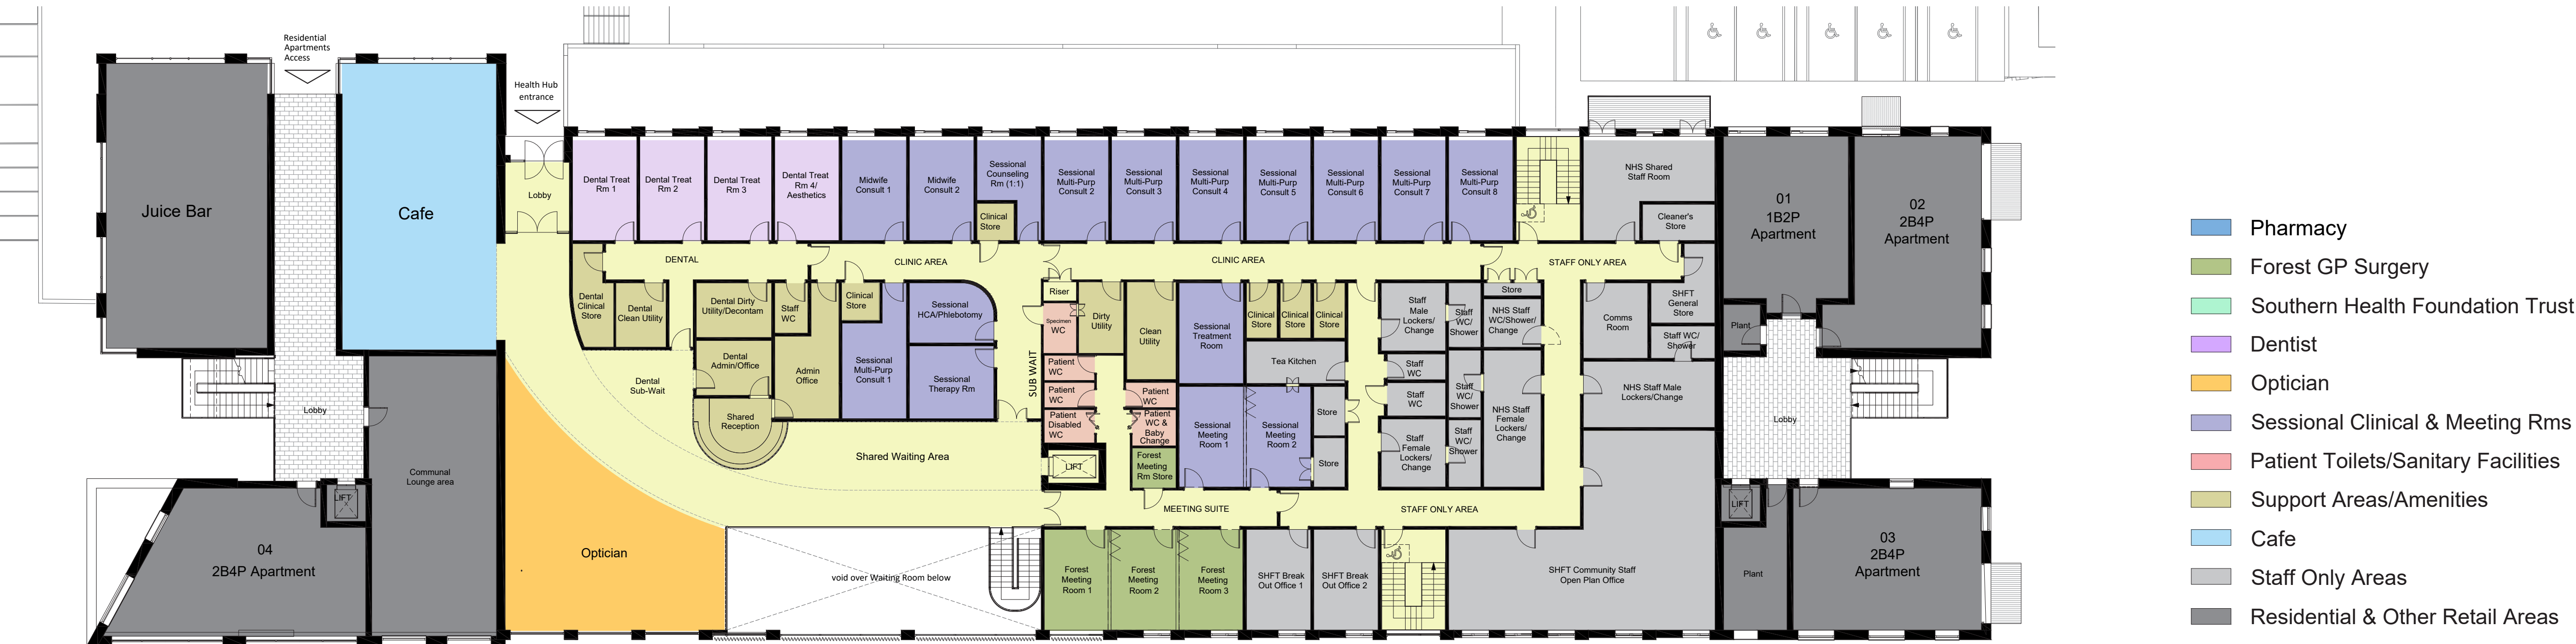 Residential
Apartments
Access
Health Hub
entrance
Juice Bar
Cafe
Lobby
Dental Treat
Rm 1
Dental Treat
Rm 2
Dental Treat
Rm 3
Dental Treat
Rm 4/
Aesthetics
Midwife
Consult 1
Midwife
Consult 2
Sessional
Counseling
Rm (1:1)
Clinical
Store
Sessional
Multi-Purp
Consult 2
Sessional
Multi-Purp
Consult 3
Sessional
Multi-Purp
Consult 4
Sessional
Multi-Purp
Consult 5
Sessional
Multi-Purp
Consult 6
Sessional
Multi-Purp
Consult 7
Sessional
Multi-Purp
Consult 8
NHS Shared
Staff Room
Cleaner's
Store
01
1B2P
Apartment
02
2B4P
Apartment
DENTAL
CLINIC AREA
CLINIC AREA
STAFF ONLY AREA
Dental
Clinical
Store
Dental
Clean Utility
Dental Dirty
Utility/Decontam
Staff
WC
Clinical
Store
Sessional
HCA/Phlebotomy
Riser
Specimen
WC
Dirty
Utility
Clean
Utility
Sessional
Treatment
Room
Clinical
Store
Clinical
Store
Clinical
Store
Staff
Male
Lockers/
Change
Staff
WC/
Shower
Store
NHS Staff
WC/Shower/
Change
Comms
Room
SHFT
General
Store
Staff WC/
Shower
Plant
Dental
Sub-Wait
Dental
Admin/Office
Admin
Office
Sessional
Multi-Purp
Consult 1
Sessional
Therapy Rm
SUB WAIT
Patient
WC
Patient
WC
Patient
Disabled
WC
Patient
WC
Patient
WC &
Baby
Change
Tea Kitchen
Staff
WC
Staff
WC
Staff
WC/
Shower
NHS Staff
Female
Lockers/
Change
NHS Staff Male
Lockers/Change
Lobby
Lobby
Shared
Reception
Shared Waiting Area
LIFT
Forest
Meeting
Rm Store
Sessional
Meeting
Room 1
Sessional
Meeting
Room 2
Store
Store
Staff
Female
Lockers/
Change
Staff
WC/
Shower
Communal
Lounge area
LIFT
MEETING SUITE
STAFF ONLY AREA
LIFT
04
2B4P Apartment
Optician
void over Waiting Room below
Forest
Meeting
Room 1
Forest
Meeting
Room 2
Forest
Meeting
Room 3
SHFT Break
Out Office 1
SHFT Break
Out Office 2
SHFT Community Staff
Open Plan Office
Plant
03
2B4P
Apartment
Pharmacy
Forest GP Surgery
Southern Health Foundation Trust
Dentist
Optician
Sessional Clinical & Meeting Rms
Patient Toilets/Sanitary Facilities
Support Areas/Amenities
Cafe
Staff Only Areas
Residential & Other Retail Areas